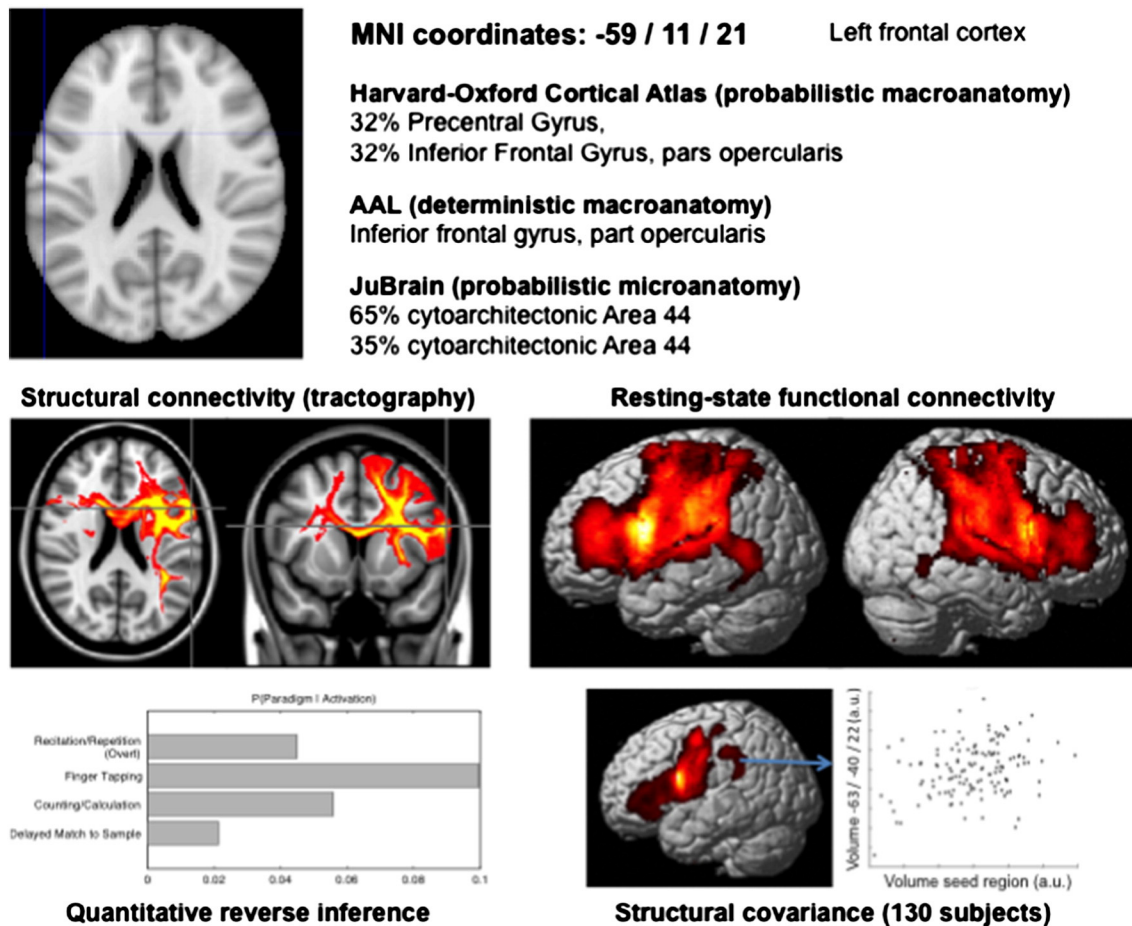 MNI coordinates: -59 / 11 / 21
Left frontal cortex
Harvard-Oxford Cortical Atlas (probabilistic macroanatomy)
32% Precentral Gyrus,
32% Inferior Frontal Gyrus, pars opercularis
AAL (deterministic macroanatomy)
Inferior frontal gyrus, part opercularis
JuBrain (probabilistic microanatomy)
65% cytoarchitectonic Area 44
35% cytoarchitectonic Area 44
Structural connectivity (tractography)
Resting-state functional connectivity
P(Paradigm | Activation)
Recitation/Repetition
(Overt)
Finger Tapping
Counting/Calculation
Delayed Match to Sample
0 0.02 0.04 0.06 0.08 0.1
Quantitative reverse inference
Volume -63/ -40 / 22 (a.u.)
Volume seed region (a.u.)
Structural covariance (130 subjects)